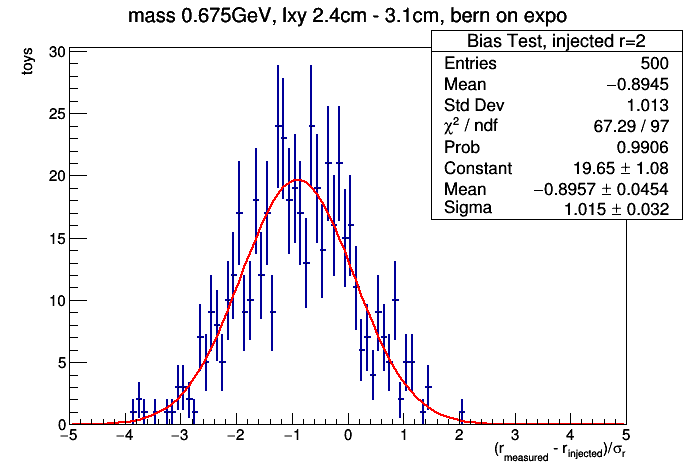 mass 0.675GeV, lxy 2.4cm - 3.1cm, bern on expo
Bias Test, injected r=2
Entries 500
Mean −0.8945
Std Dev 1.013
χ² / ndf 67.29 / 97
Prob 0.9906
Constant 19.65 ± 1.08
Mean −0.8957 ± 0.0454
Sigma 1.015 ± 0.032
toys
30
25
20
15
10
5
0
−5 −4 −3 −2 −1 0 1 2 3 4 5
(r_measured - r_injected)/σ_r